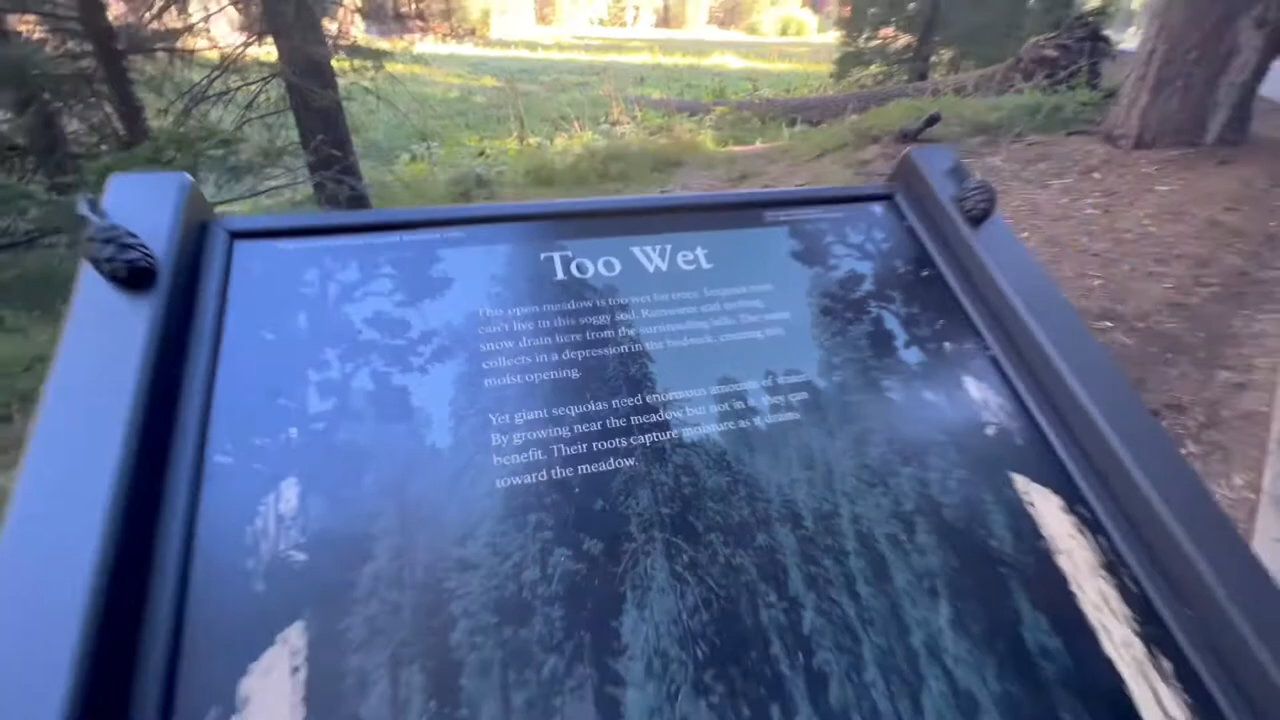 Too Wet
This open meadow is too wet for trees. Sequoias even
can't live in this soggy soil. Rainwater and melting
snow drain here from the surrounding hills. The water
collects in a depression in the bedrock, creating this
moist opening.
Yet giant sequoias need enormous amounts of water.
By growing near the meadow but not in it, they can
benefit. Their roots capture moisture as it drains
toward the meadow.